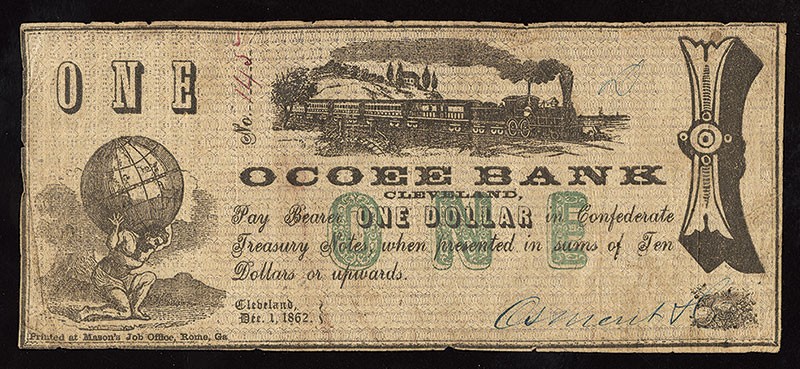 ONE
No. 145
OCOEE BANK
CLEVELAND,
Pay Bearer ONE DOLLAR in Confederate
Treasury Notes, when presented in sums of Ten
Dollars or upwards.
ONE
Cleveland,
Dec. 1, 1862.
Printed at Mason's Job Office, Rome, Ga